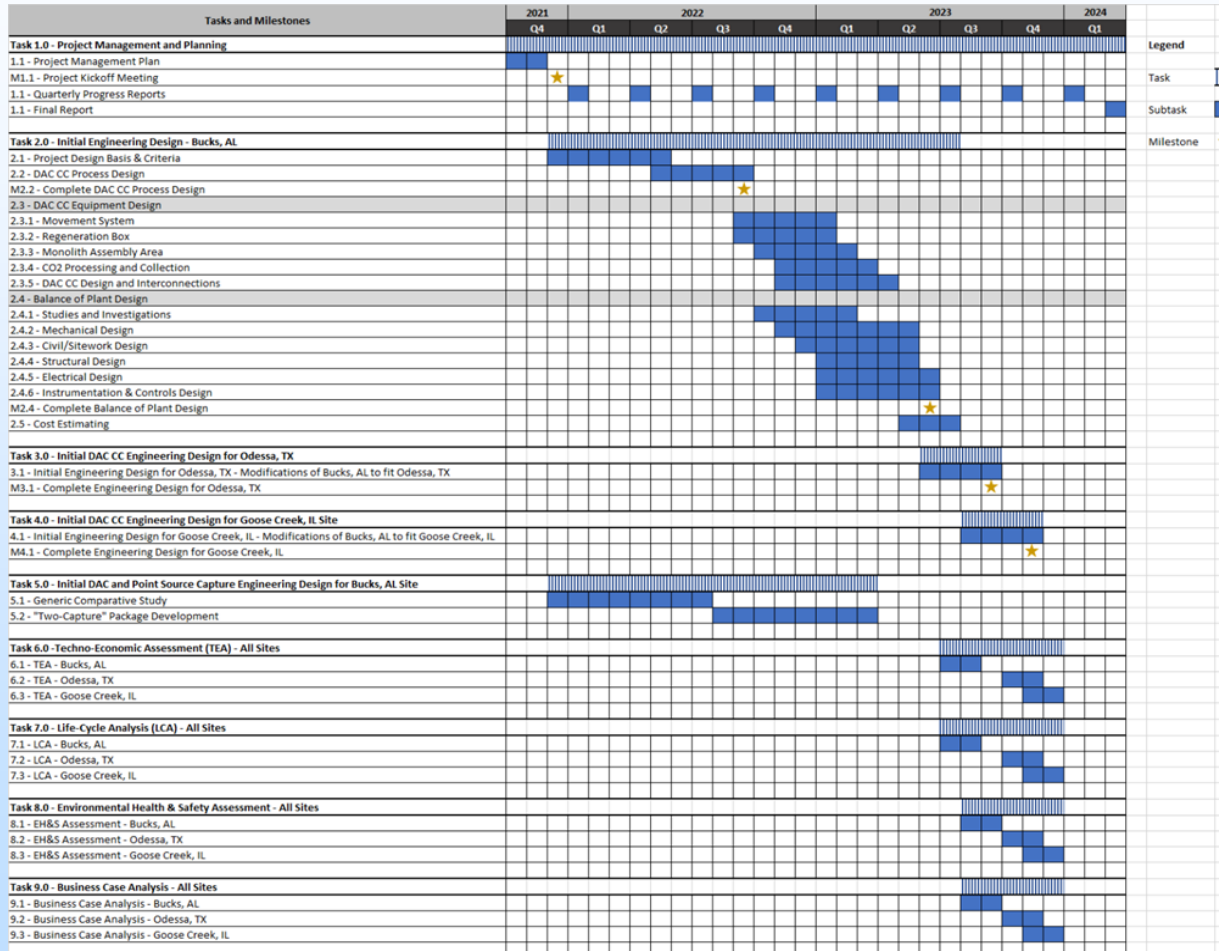 Tasks and Milestones
2021 2022 2023 2024
Q4 Q1 Q2 Q3 Q4 Q1 Q2 Q3 Q4 Q1
Task 1.0 - Project Management and Planning
Legend
1.1 - Project Management Plan
M1.1 - Project Kickoff Meeting
Task
1.1 - Quarterly Progress Reports
1.1 - Final Report
Subtask
Task 2.0 - Initial Engineering Design - Bucks, AL
Milestone
2.1 - Project Design Basis & Criteria
2.2 - DAC CC Process Design
M2.2 - Complete DAC CC Process Design
2.3 - DAC CC Equipment Design
2.3.1 - Movement System
2.3.2 - Regeneration Box
2.3.3 - Monolith Assembly Area
2.3.4 - CO2 Processing and Collection
2.3.5 - DAC CC Design and Interconnections
2.4 - Balance of Plant Design
2.4.1 - Studies and Investigations
2.4.2 - Mechanical Design
2.4.3 - Civil/Sitework Design
2.4.4 - Structural Design
2.4.5 - Electrical Design
2.4.6 - Instrumentation & Controls Design
M2.4 - Complete Balance of Plant Design
2.5 - Cost Estimating
Task 3.0 - Initial DAC CC Engineering Design for Odessa, TX
3.1 - Initial Engineering Design for Odessa, TX - Modifications of Bucks, AL to fit Odessa, TX
M3.1 - Complete Engineering Design for Odessa, TX
Task 4.0 - Initial DAC CC Engineering Design for Goose Creek, IL Site
4.1 - Initial Engineering Design for Goose Creek, IL - Modifications of Bucks, AL to fit Goose Creek, IL
M4.1 - Complete Engineering Design for Goose Creek, IL
Task 5.0 - Initial DAC and Point Source Capture Engineering Design for Bucks, AL Site
5.1 - Generic Comparative Study
5.2 - "Two-Capture" Package Development
Task 6.0 -Techno-Economic Assessment (TEA) - All Sites
6.1 - TEA - Bucks, AL
6.2 - TEA - Odessa, TX
6.3 - TEA - Goose Creek, IL
Task 7.0 - Life-Cycle Analysis (LCA) - All Sites
7.1 - LCA - Bucks, AL
7.2 - LCA - Odessa, TX
7.3 - LCA - Goose Creek, IL
Task 8.0 - Environmental Health & Safety Assessment - All Sites
8.1 - EH&S Assessment - Bucks, AL
8.2 - EH&S Assessment - Odessa, TX
8.3 - EH&S Assessment - Goose Creek, IL
Task 9.0 - Business Case Analysis - All Sites
9.1 - Business Case Analysis - Bucks, AL
9.2 - Business Case Analysis - Odessa, TX
9.3 - Business Case Analysis - Goose Creek, IL